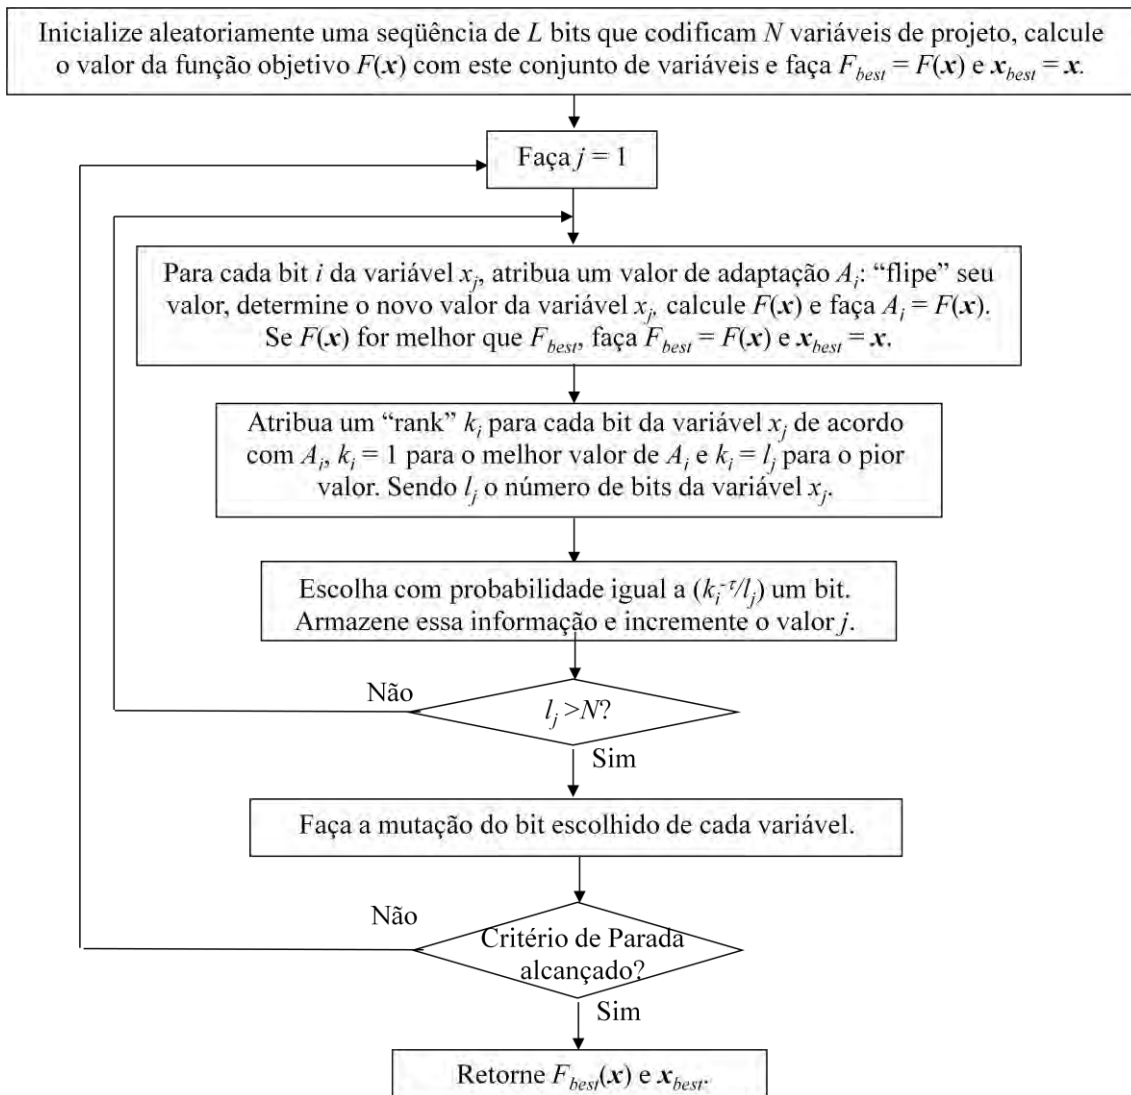 Inicialize aleatoriamente uma seqüência de L bits que codificam N variáveis de projeto, calcule
o valor da função objetivo F(x) com este conjunto de variáveis e faça F_best = F(x) e x_best = x.
Faça j = 1
Para cada bit i da variável x_j, atribua um valor de adaptação A_i: “flipe” seu
valor, determine o novo valor da variável x_j, calcule F(x) e faça A_i = F(x).
Se F(x) for melhor que F_best, faça F_best = F(x) e x_best = x.
Atribua um “rank” k_i para cada bit da variável x_j de acordo
com A_i, k_i = 1 para o melhor valor de A_i e k_i = l_j para o pior
valor. Sendo l_j o número de bits da variável x_j.
Escolha com probabilidade igual a (k_i^-τ/l_j) um bit.
Armazene essa informação e incremente o valor j.
Não
l_j >N?
Sim
Faça a mutação do bit escolhido de cada variável.
Não
Critério de Parada
alcançado?
Sim
Retorne F_best(x) e x_best.